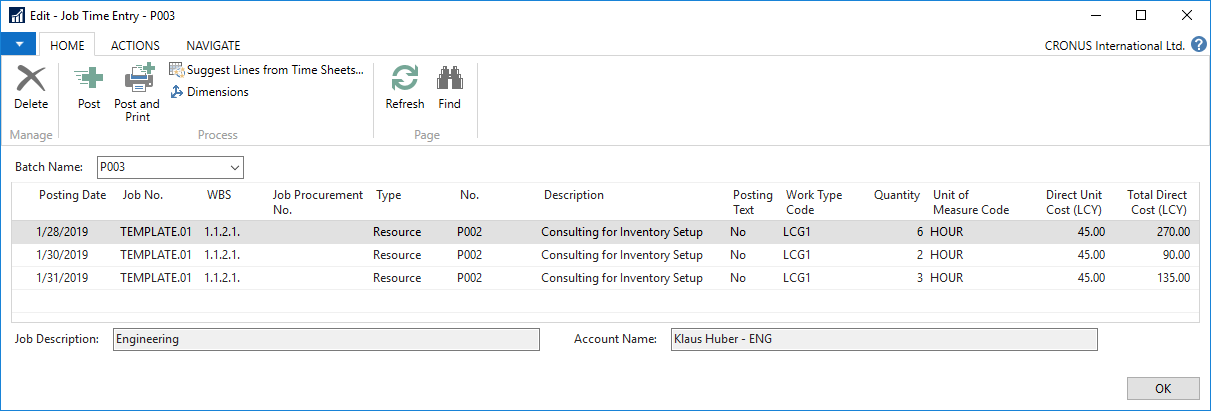 Edit - Job Time Entry - P003
HOME ACTIONS NAVIGATE CRONUS International Ltd. ?
Delete
Post
Post and Print
Suggest Lines from Time Sheets...
Dimensions
Refresh
Find
Manage Process Page
Batch Name: P003
Posting Date Job No. WBS Job Procurement No. Type No. Description Posting Text Work Type Code Quantity Unit of Measure Code Direct Unit Cost (LCY) Total Direct Cost (LCY)
1/28/2019 TEMPLATE.01 1.1.2.1. Resource P002 Consulting for Inventory Setup No LCG1 6 HOUR 45.00 270.00
1/30/2019 TEMPLATE.01 1.1.2.1. Resource P002 Consulting for Inventory Setup No LCG1 2 HOUR 45.00 90.00
1/31/2019 TEMPLATE.01 1.1.2.1. Resource P002 Consulting for Inventory Setup No LCG1 3 HOUR 45.00 135.00
Job Description: Engineering Account Name: Klaus Huber - ENG
OK